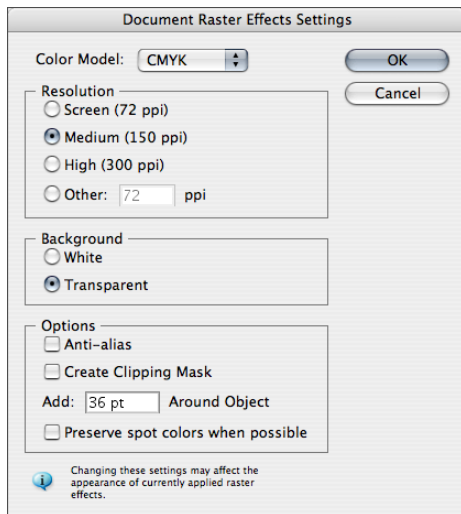 Document Raster Effects Settings
Color Model: CMYK
OK
Cancel
Resolution
Screen (72 ppi)
Medium (150 ppi)
High (300 ppi)
Other: 72 ppi
Background
White
Transparent
Options
Anti-alias
Create Clipping Mask
Add: 36 pt Around Object
Preserve spot colors when possible
Changing these settings may affect the
appearance of currently applied raster
effects.